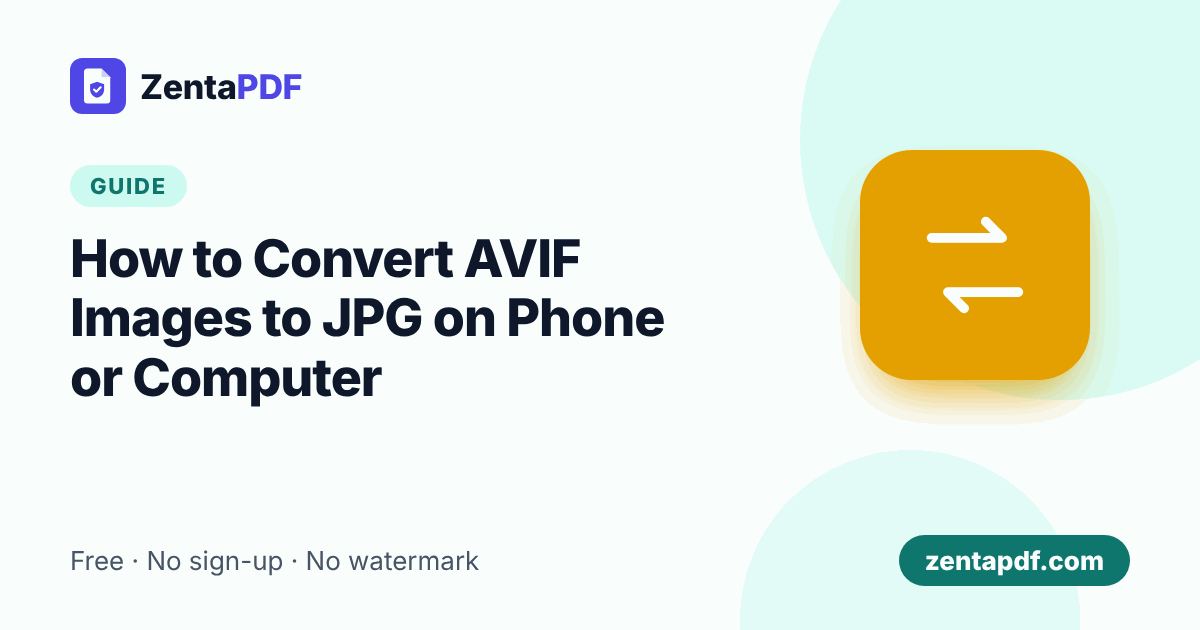 ZentaPDF
GUIDE
How to Convert AVIF
Images to JPG on Phone
or Computer
Free · No sign-up · No watermark
zentapdf.com